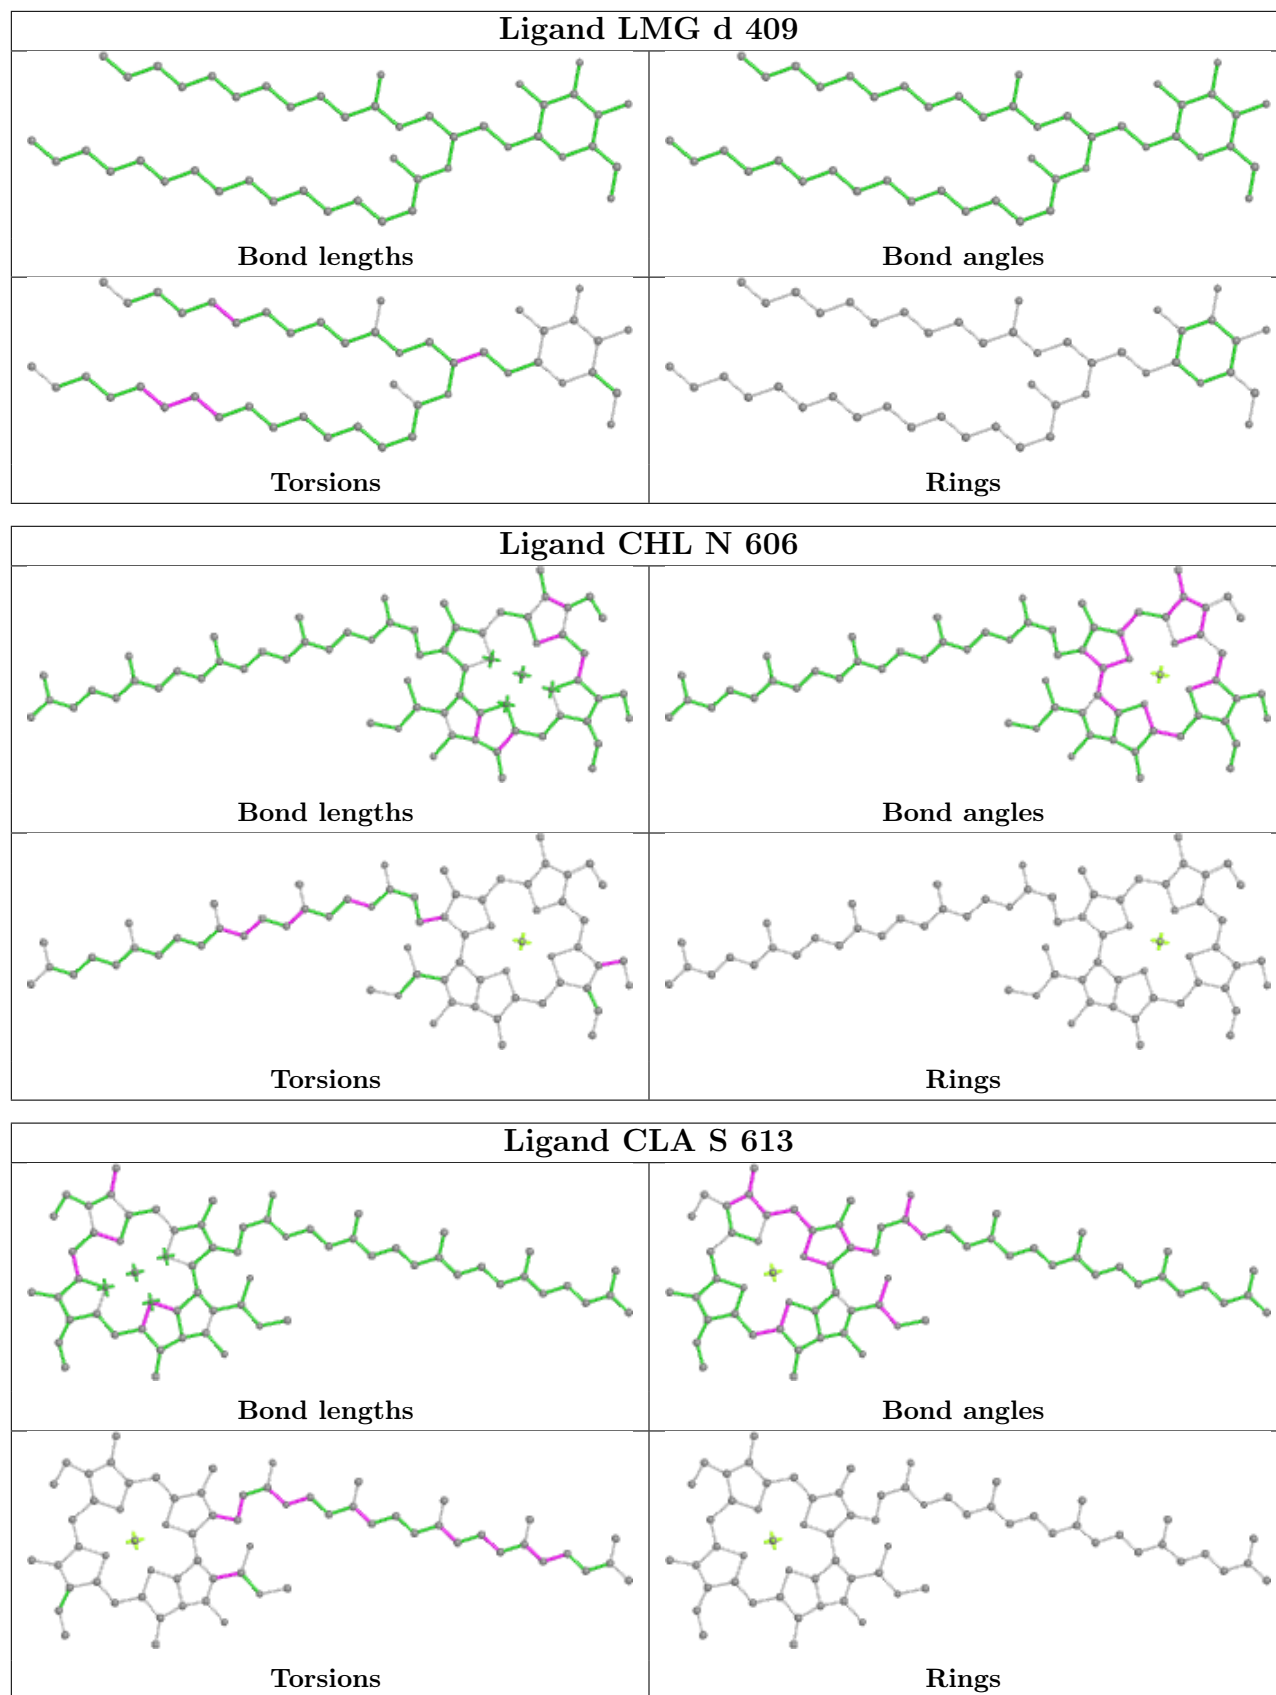 Ligand LMG d 409
Bond lengths
Bond angles
Torsions
Rings
Ligand CHL N 606
Bond lengths
Bond angles
Torsions
Rings
Ligand CLA S 613
Bond lengths
Bond angles
Torsions
Rings